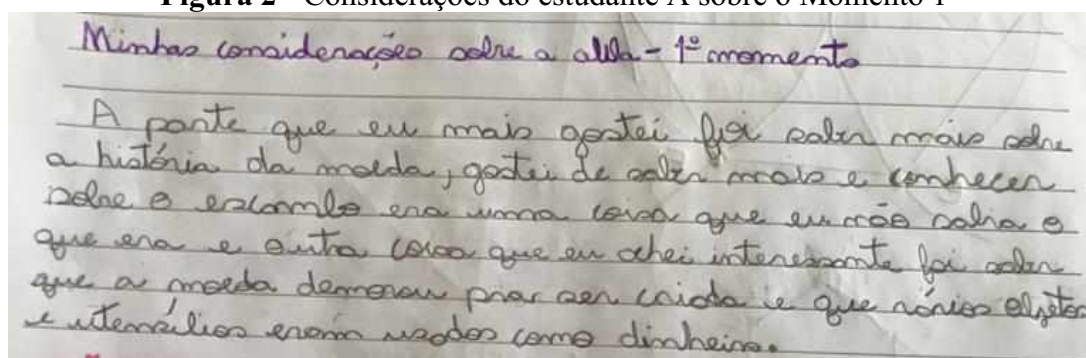 Figura 2 - Considerações do estudante A sobre o Momento 1
Minhas considerações sobre a aula - 1º momento
A parte que eu mais gostei foi saber mais sobre
a história da moeda, gostei de saber mais e conhecer
sobre o escambo era uma coisa que eu não sabia o
que era e outra coisa que eu achei interessante foi saber
que a moeda demorou prar ser criada e que vários objetos
e utensílios eram usados como dinheiro.